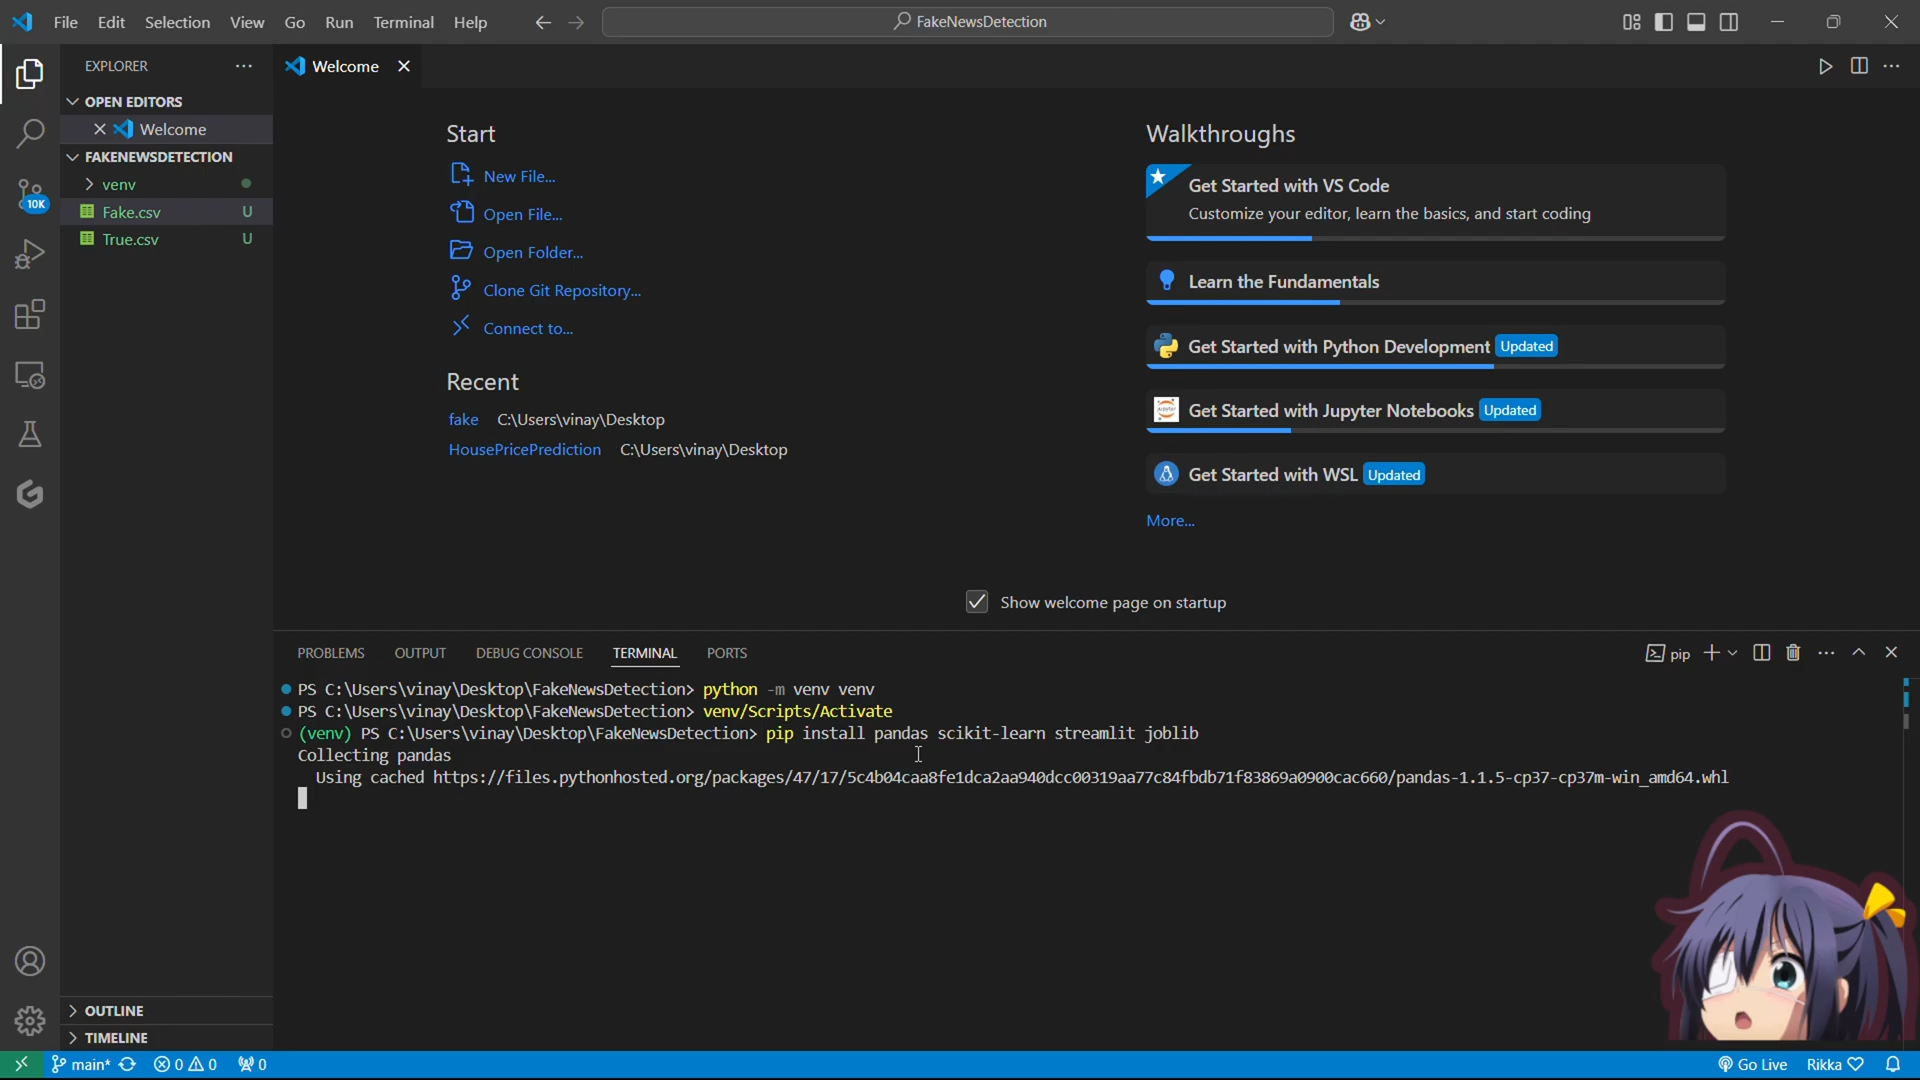 File Edit Selection View Go Run Terminal Help
FakeNewsDetection
EXPLORER
OPEN EDITORS
Welcome
FAKENEWSDETECTION
venv
Fake.csv U
True.csv U
10K
OUTLINE
TIMELINE
Welcome
Start
New File...
Open File...
Open Folder...
Clone Git Repository...
Connect to...
Recent
fake C:\Users\vinay\Desktop
HousePricePrediction C:\Users\vinay\Desktop
Walkthroughs
Get Started with VS Code
Customize your editor, learn the basics, and start coding
Learn the Fundamentals
Get Started with Python Development Updated
Get Started with Jupyter Notebooks Updated
Get Started with WSL Updated
More...
Show welcome page on startup
PROBLEMS OUTPUT DEBUG CONSOLE TERMINAL PORTS
pip
PS C:\Users\vinay\Desktop\FakeNewsDetection> python -m venv venv
PS C:\Users\vinay\Desktop\FakeNewsDetection> venv/Scripts/Activate
(venv) PS C:\Users\vinay\Desktop\FakeNewsDetection> pip install pandas scikit-learn streamlit joblib
Collecting pandas
Using cached https://files.pythonhosted.org/packages/47/17/5c4b04caa8fe1dca2aa940dcc00319aa77c84fbdb71f83869a0900cac660/pandas-1.1.5-cp37-cp37m-win_amd64.whl
main* 0 0 0
Go Live Rikka